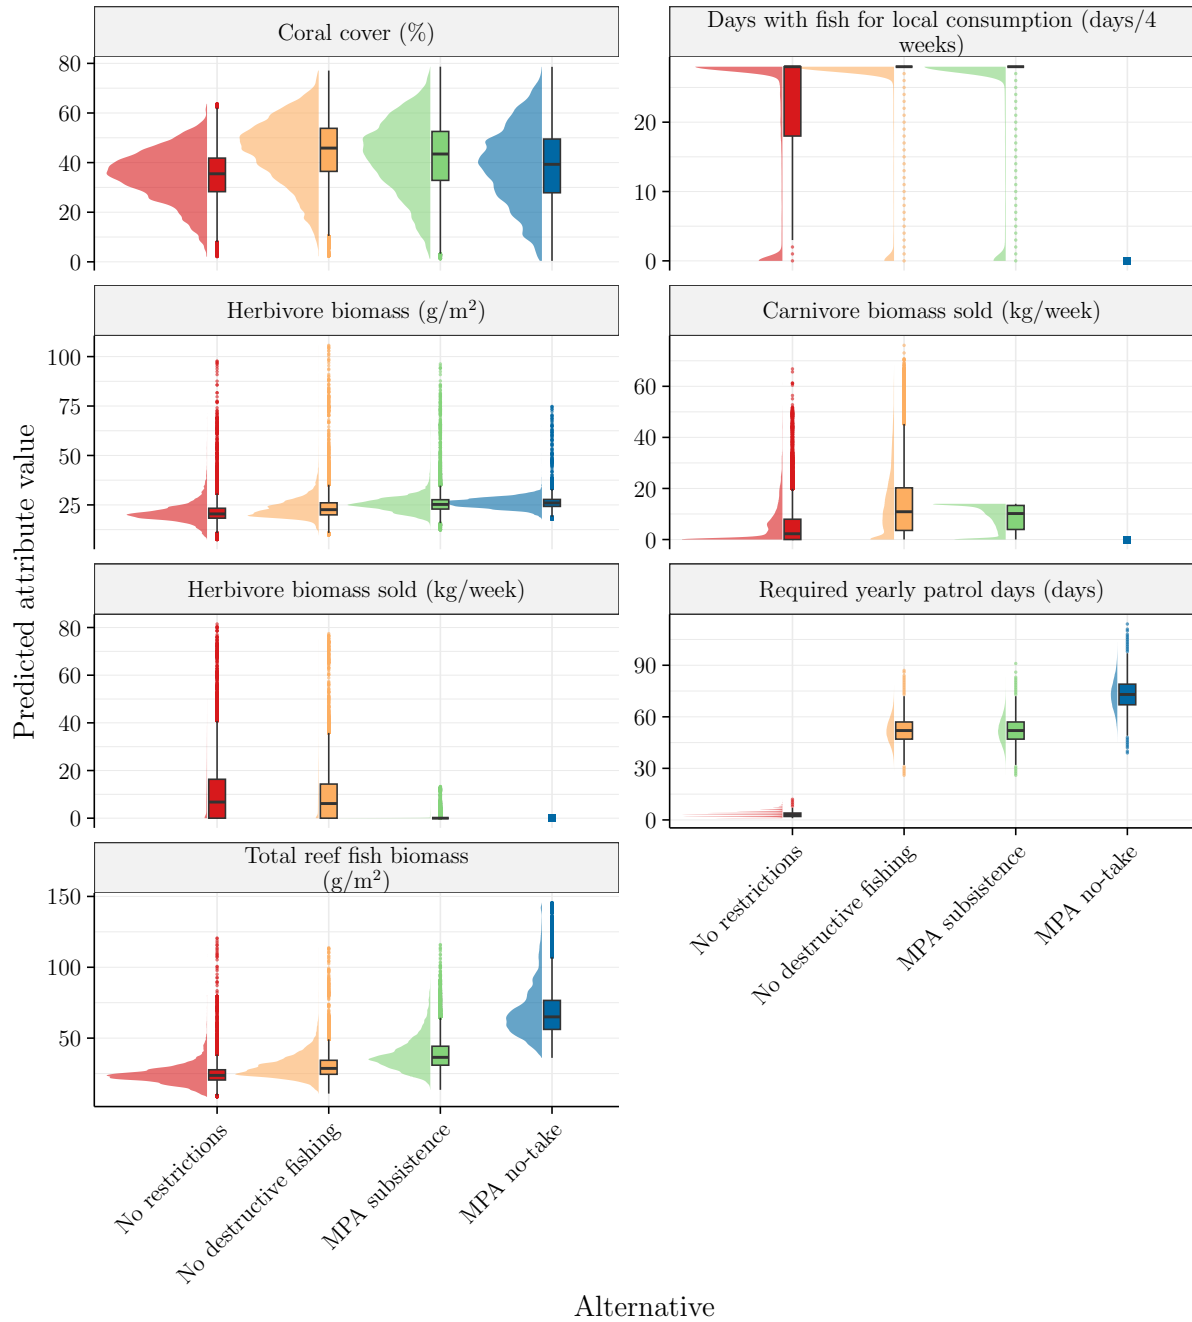 Coral cover (%)
80
60
40
20
0
Days with fish for local consumption (days/4
weeks)
20
10
0
Herbivore biomass (g/m²)
100
75
50
25
Carnivore biomass sold (kg/week)
60
40
20
0
Herbivore biomass sold (kg/week)
80
60
40
20
0
Required yearly patrol days (days)
90
60
30
0
No restrictions
No destructive fishing
MPA subsistence
MPA no-take
Total reef fish biomass
(g/m²)
150
100
50
No restrictions
No destructive fishing
MPA subsistence
MPA no-take
Predicted attribute value
Alternative